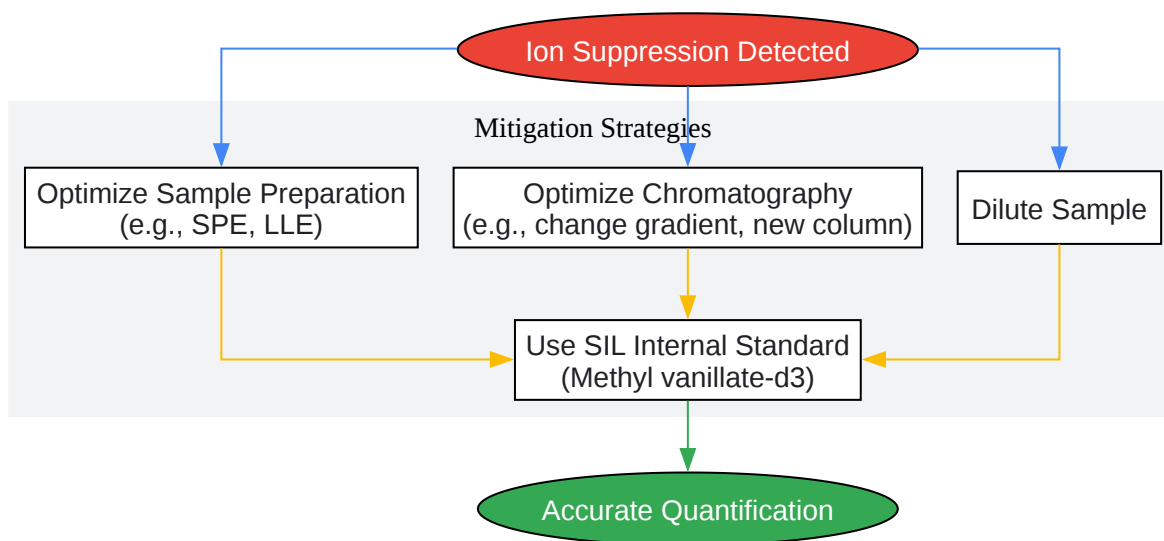 Ion Suppression Detected
Mitigation Strategies
Optimize Sample Preparation
(e.g., SPE, LLE)
Optimize Chromatography
(e.g., change gradient, new column)
Dilute Sample
Use SIL Internal Standard
(Methyl vanillate-d3)
Accurate Quantification